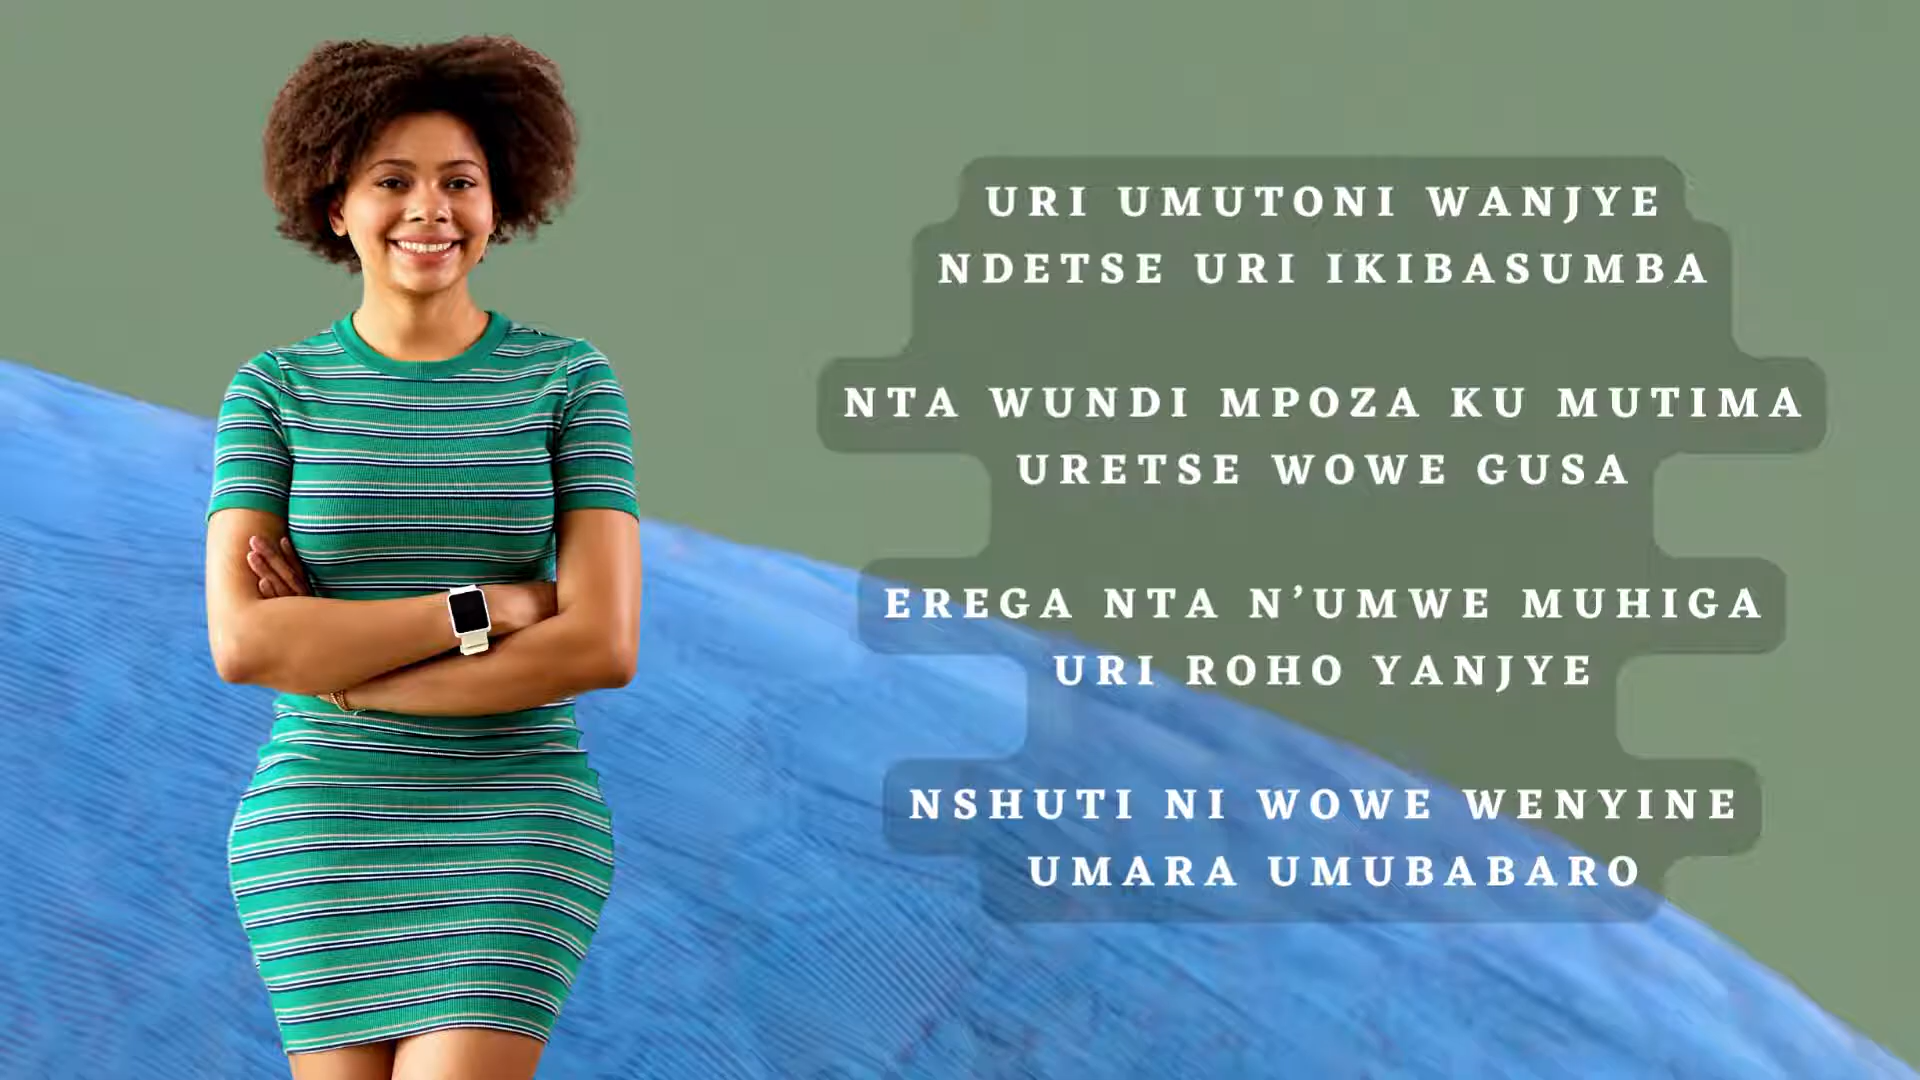 URI UMUTONI WANJYE
NDETSE URI IKIBASUMBA
NTA WUNDI MPOZA KU MUTIMA
URETSE WOWE GUSA
EREGA NTA N'UMWE MUHIGA
URI ROHO YANJYE
NSHUTI NI WOWE WENYINE
UMARA UMUBABARO